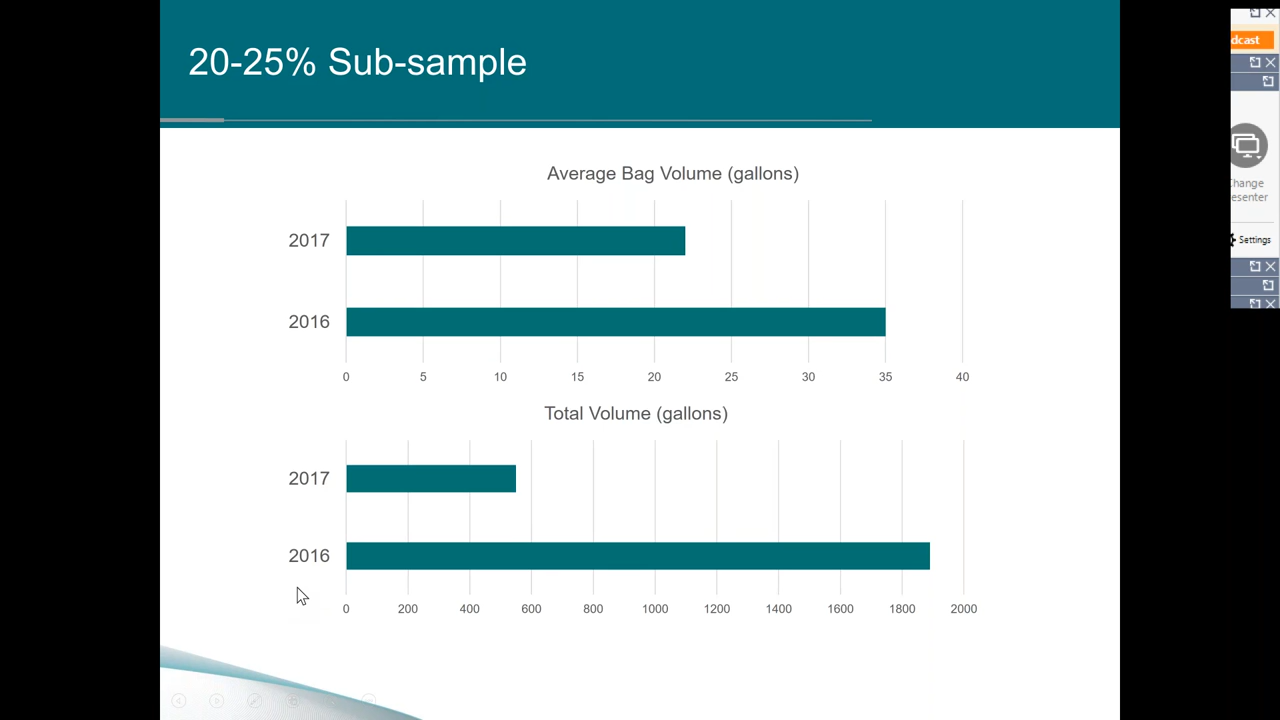 20-25% Sub-sample
Average Bag Volume (gallons)
2017
2016
0 5 10 15 20 25 30 35 40
Total Volume (gallons)
2017
2016
0 200 400 600 800 1000 1200 1400 1600 1800 2000
dcast
hange
esenter
Settings